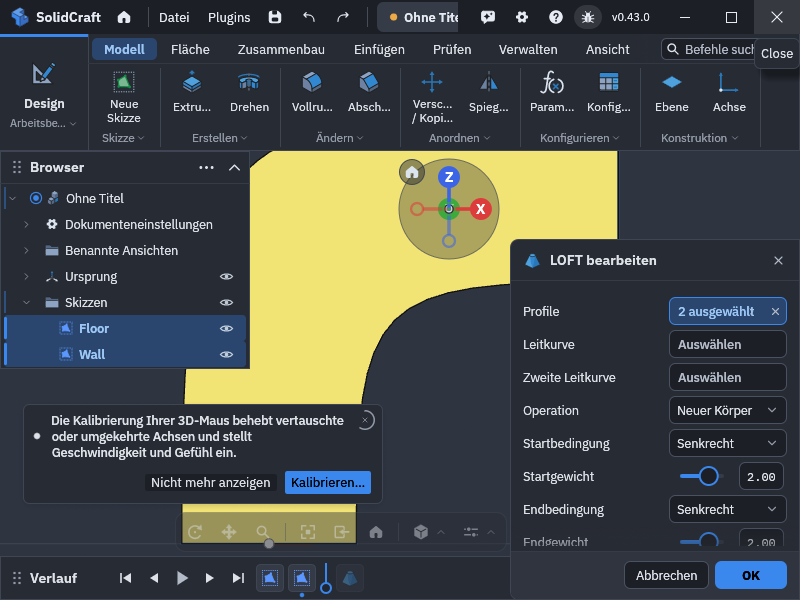 SolidCraft
Datei
Plugins
Ohne Tite
v0.43.0
Close
Design
Arbeitsbe...
Modell
Fläche
Zusammenbau
Einfügen
Prüfen
Verwalten
Ansicht
Befehle such
Neue
Skizze
Extru...
Drehen
Vollru...
Absch...
Versc...
/ Kopi...
Spieg...
Param...
Konfig...
Ebene
Achse
Skizze
Erstellen
Ändern
Anordnen
Konfigurieren
Konstruktion
Browser
Ohne Titel
Dokumenteneinstellungen
Benannte Ansichten
Ursprung
Skizzen
Floor
Wall
Z
X
LOFT bearbeiten
Profile
2 ausgewählt
Leitkurve
Auswählen
Zweite Leitkurve
Auswählen
Operation
Neuer Körper
Startbedingung
Senkrecht
Startgewicht
2.00
Endbedingung
Senkrecht
Endgewicht
2.00
Abbrechen
OK
Die Kalibrierung Ihrer 3D-Maus behebt vertauschte
oder umgekehrte Achsen und stellt
Geschwindigkeit und Gefühl ein.
Nicht mehr anzeigen
Kalibrieren...
Verlauf